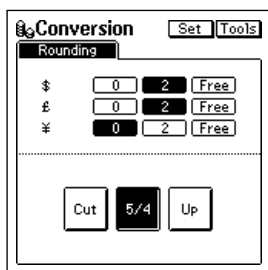 Conversion Set Tools
Rounding
$ 0 2 Free
£ 0 2 Free
¥ 0 2 Free
Cut 5/4 Up